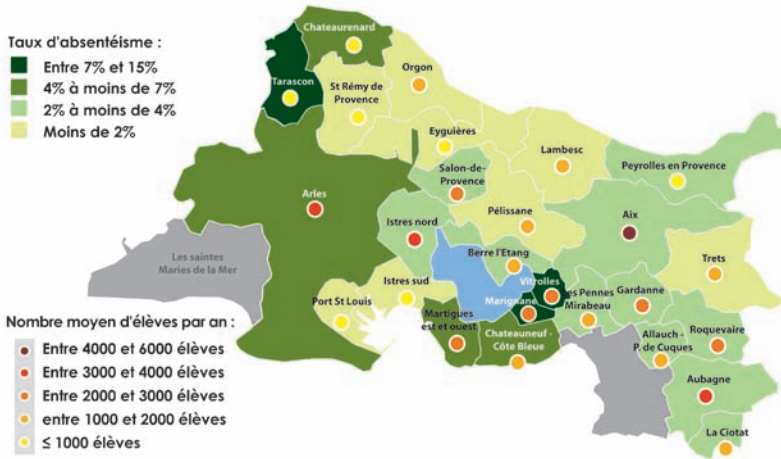 Taux d'absentéisme :
Entre 7% et 15%
4% à moins de 7%
2% à moins de 4%
Moins de 2%
Chateaurenard
Tarascon
St Rémy de
Provence
Orgon
Eyguières
Lambesc
Peyrolles en Provence
Salon-de-
Provence
Arles
Pélissane
Aix
Istres nord
Les saintes
Maries de la Mer
Berre l'Etang
Trets
Istres sud
Vitrolles
Port St Louis
Marignane
Les Pennes
Mirabeau
Gardanne
Martigues
est et ouest
Chateauneuf -
Côte Bleue
Allauch -
P. de Cuques
Roquevaire
Aubagne
La Ciotat
Nombre moyen d'élèves par an :
Entre 4000 et 6000 élèves
Entre 3000 et 4000 élèves
Entre 2000 et 3000 élèves
entre 1000 et 2000 élèves
≤ 1000 élèves